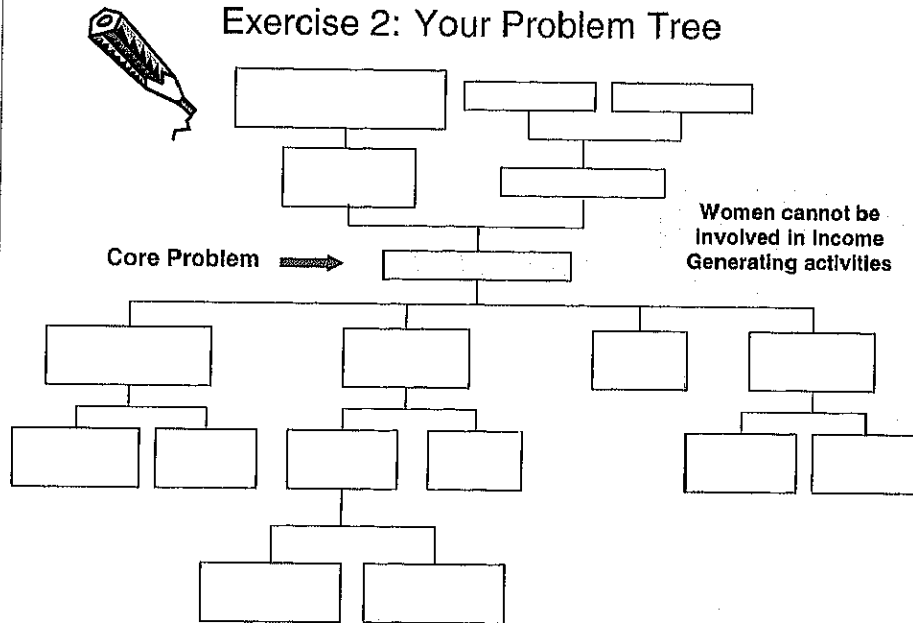 Exercise 2: Your Problem Tree
Women cannot be
involved in Income
Generating activities
Core Problem